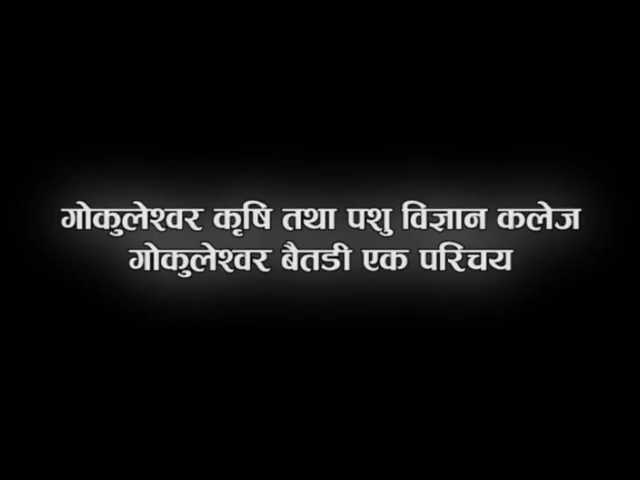 गोकुलेश्वर कृषि तथा पशु विज्ञान कलेज
गोकुलेश्वर बैतडी एक परिचय